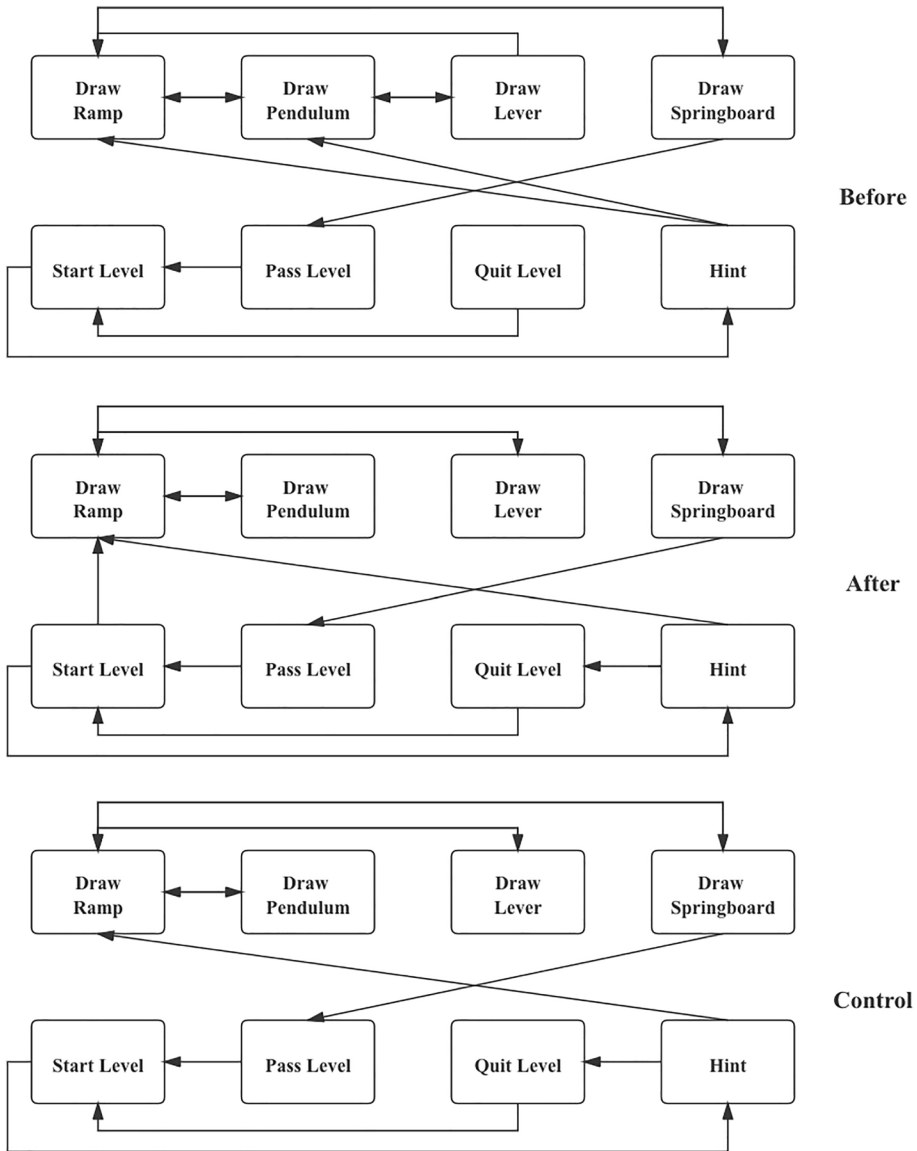 Draw
Ramp
Draw
Pendulum
Draw
Lever
Draw
Springboard
Before
Start Level
Pass Level
Quit Level
Hint
Draw
Ramp
Draw
Pendulum
Draw
Lever
Draw
Springboard
After
Start Level
Pass Level
Quit Level
Hint
Draw
Ramp
Draw
Pendulum
Draw
Lever
Draw
Springboard
Control
Start Level
Pass Level
Quit Level
Hint